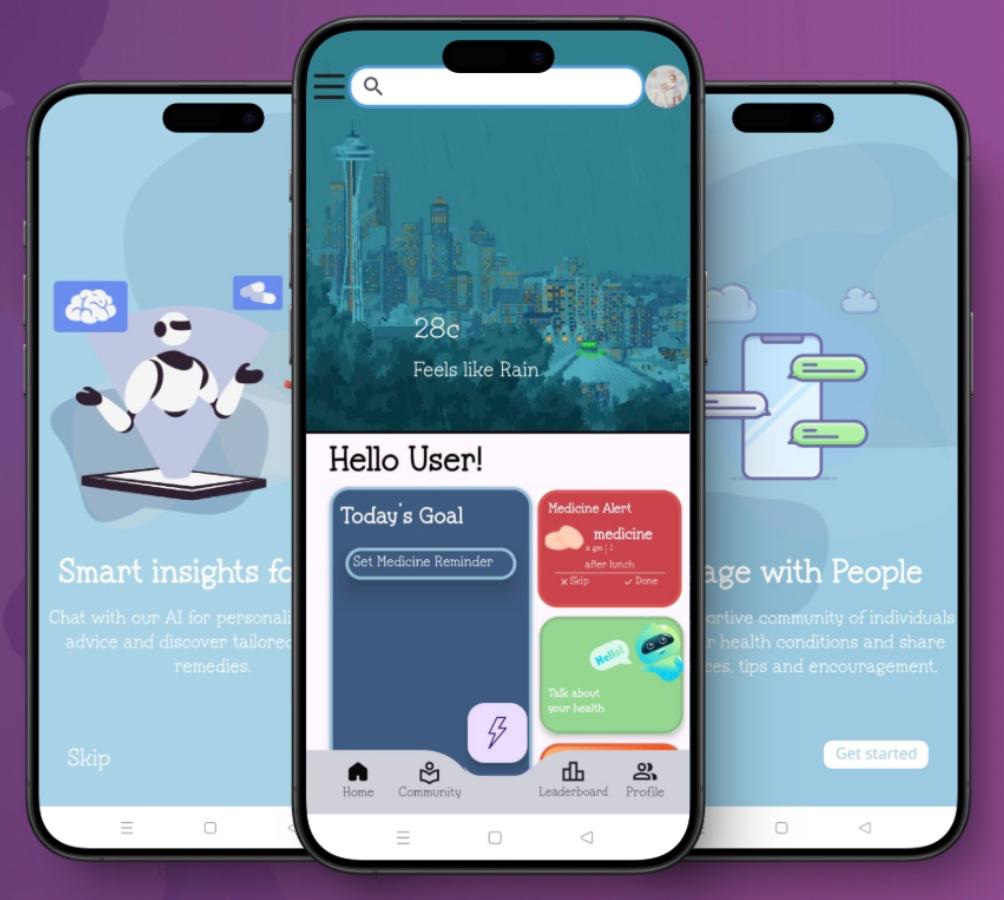 Smart insights fo
Chat with our AI for personali
advice and discover tailored
remedies.
Skip
28c
Feels like Rain
Hello User!
Today's Goal
Set Medicine Reminder
Medicine Alert
medicine
x gm |
after lunch
Skip
Done
Hello!
Talk about
your health
Home
Community
Leaderboard
Profile
age with People
ortive community of individuals
r health conditions and share
ces, tips and encouragement.
Get started